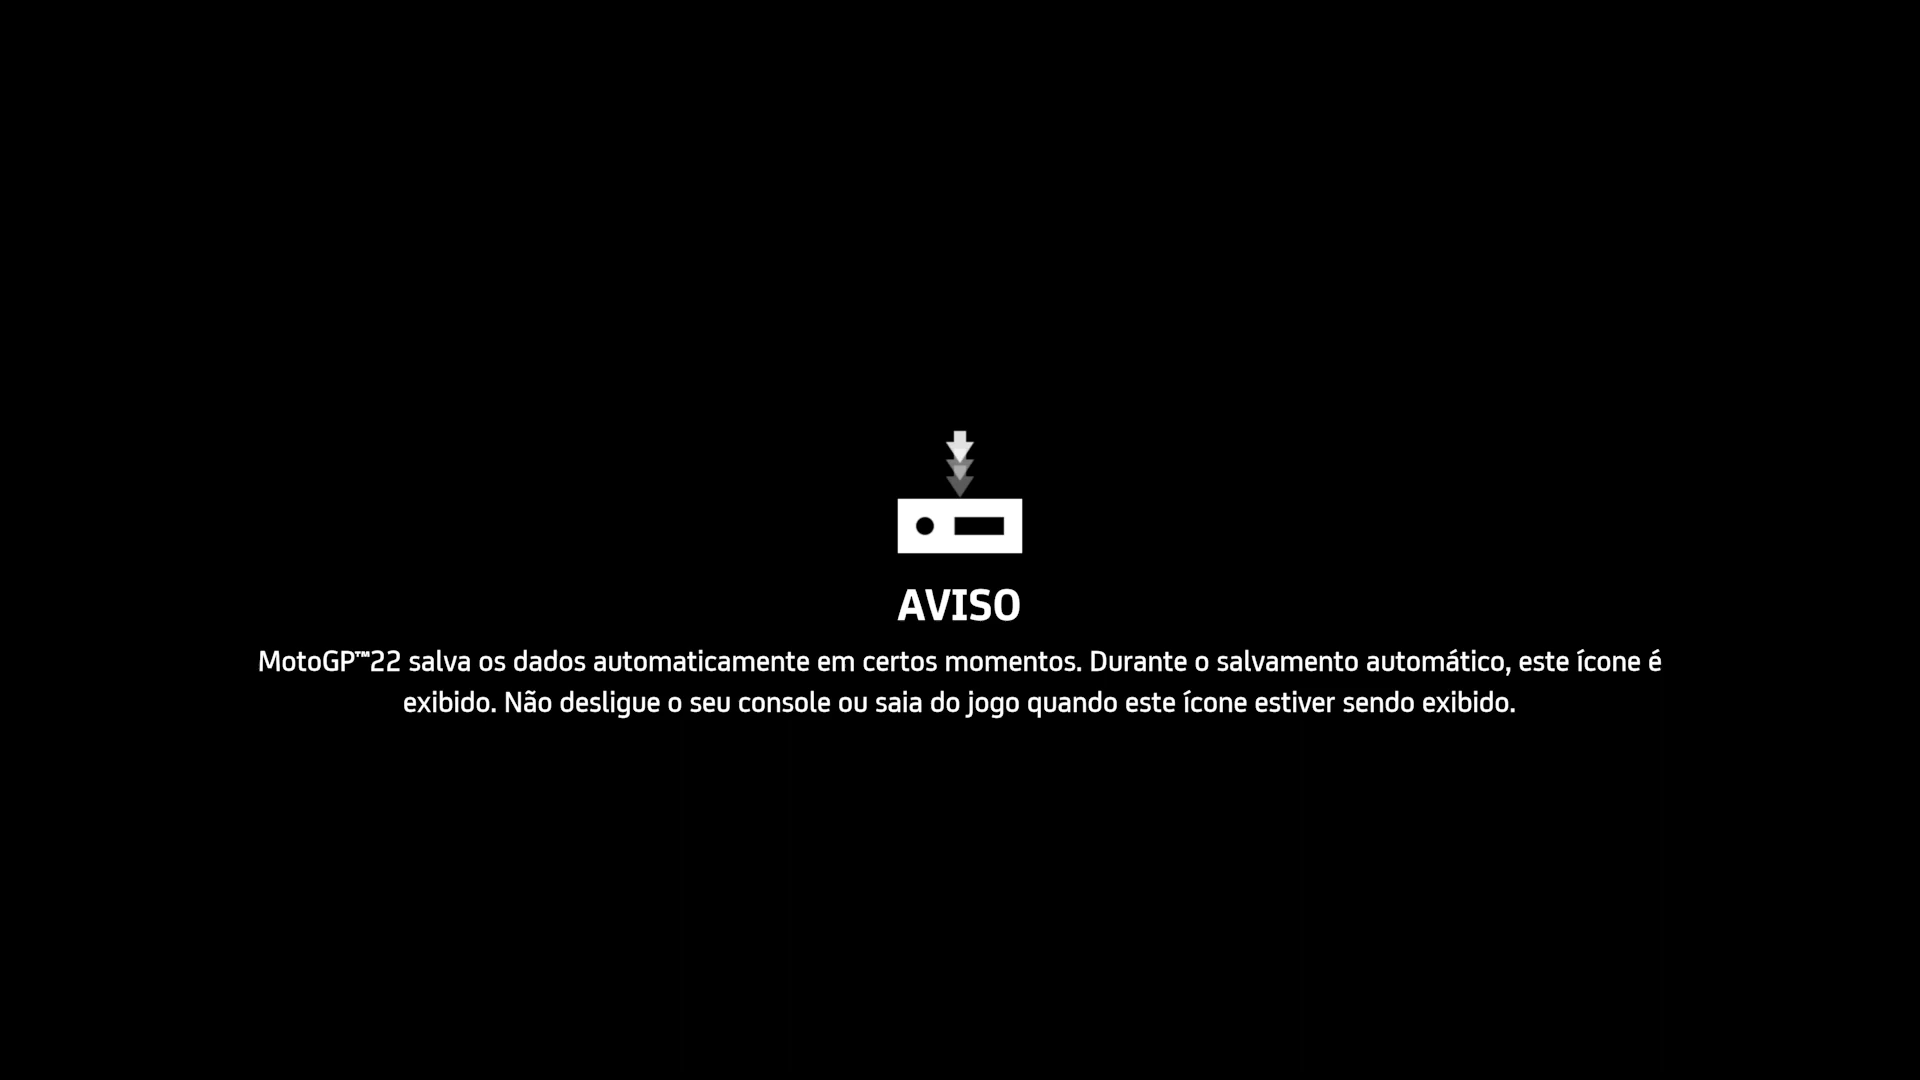 AVISO
MotoGP™22 salva os dados automaticamente em certos momentos. Durante o salvamento automático, este ícone é
exibido. Não desligue o seu console ou saia do jogo quando este ícone estiver sendo exibido.